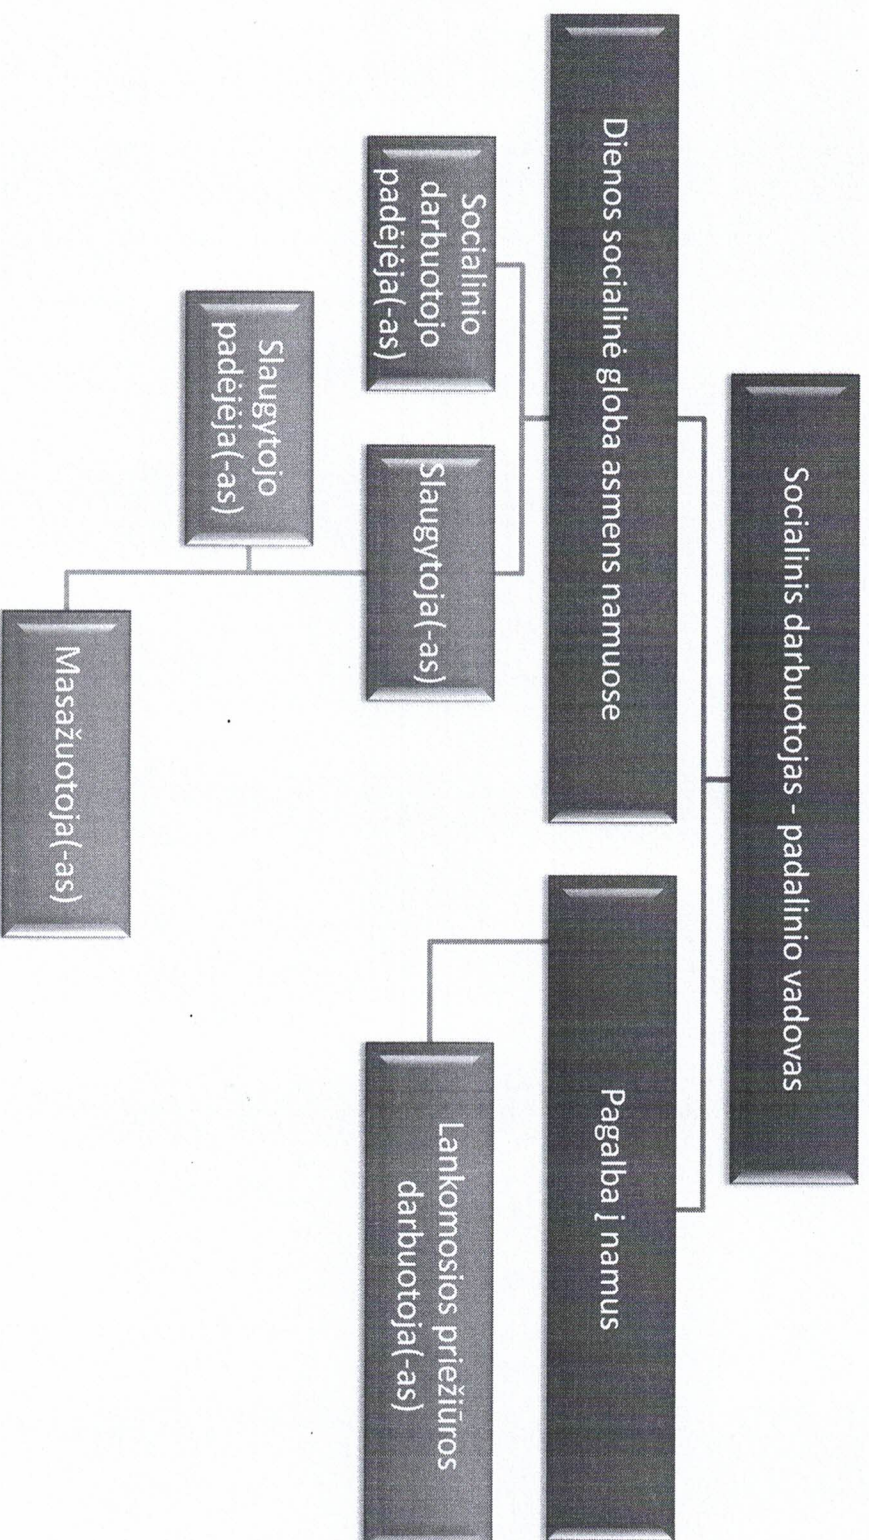 Socialinis darbuotojas - padalinio vadovas
Dienos socialinė globa asmens namuose
Pagalba į namus
Socialinio
darbuotojo
padėjėja(-as)
Slaugytoja(-as)
Lankomosios priežiūros
darbuotoja(-as)
Slaugytojo
padėjėja(-as)
Masažuotoja(-as)